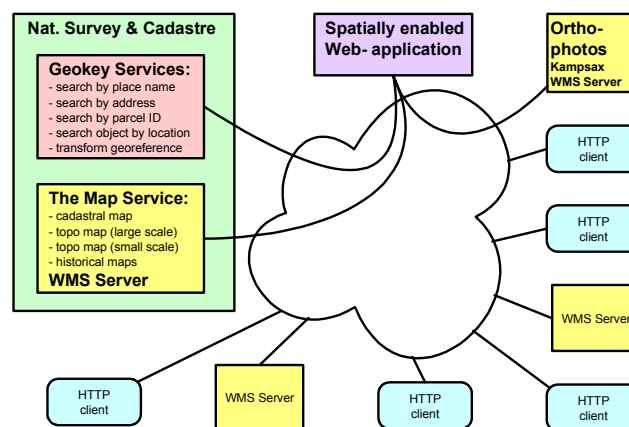 Nat. Survey & Cadastre
Geokey Services:
- search by place name
- search by address
- search by parcel ID
- search object by location
- transform georeference
The Map Service:
- cadastral map
- topo map (large scale)
- topo map (small scale)
- historical maps
WMS Server
Spatially enabled
Web- application
Ortho-
photos
Kampsax
WMS Server
HTTP
client
HTTP
client
WMS Server
HTTP
client
WMS Server
HTTP
client
HTTP
client